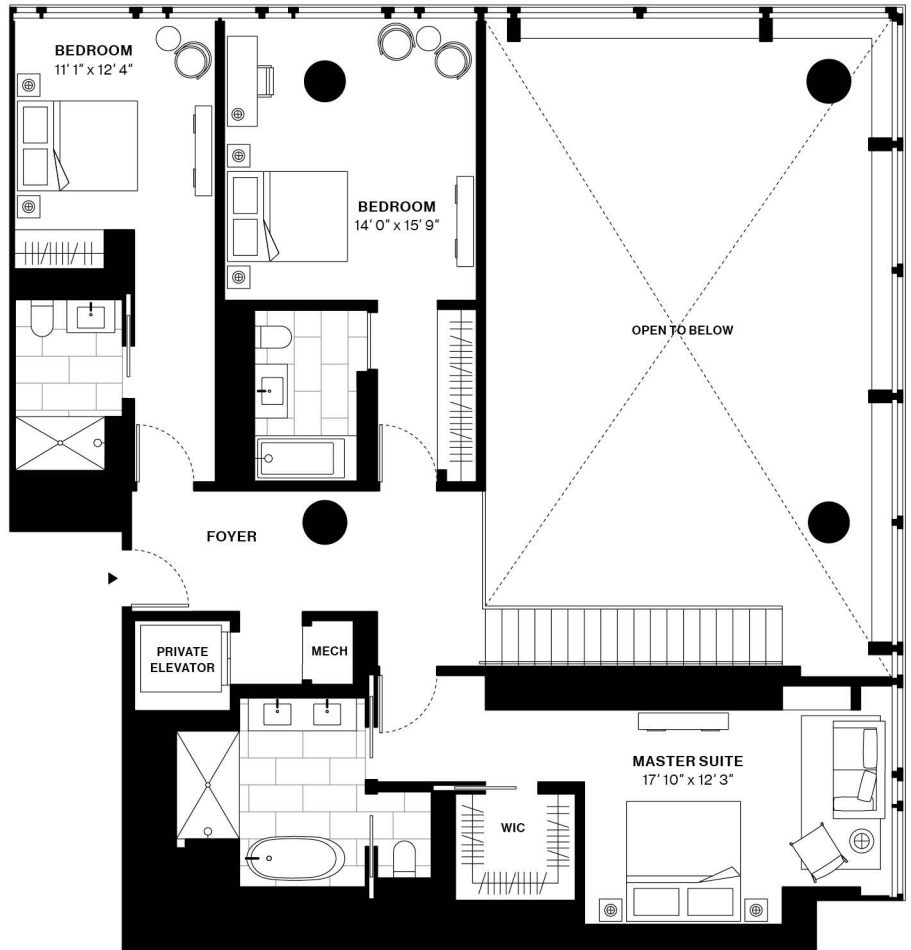 BEDROOM
11' 1" x 12' 4"
BEDROOM
14' 0" x 15' 9"
OPEN TO BELOW
FOYER
PRIVATE
ELEVATOR
MECH
MASTER SUITE
17' 10" x 12' 3"
WIC